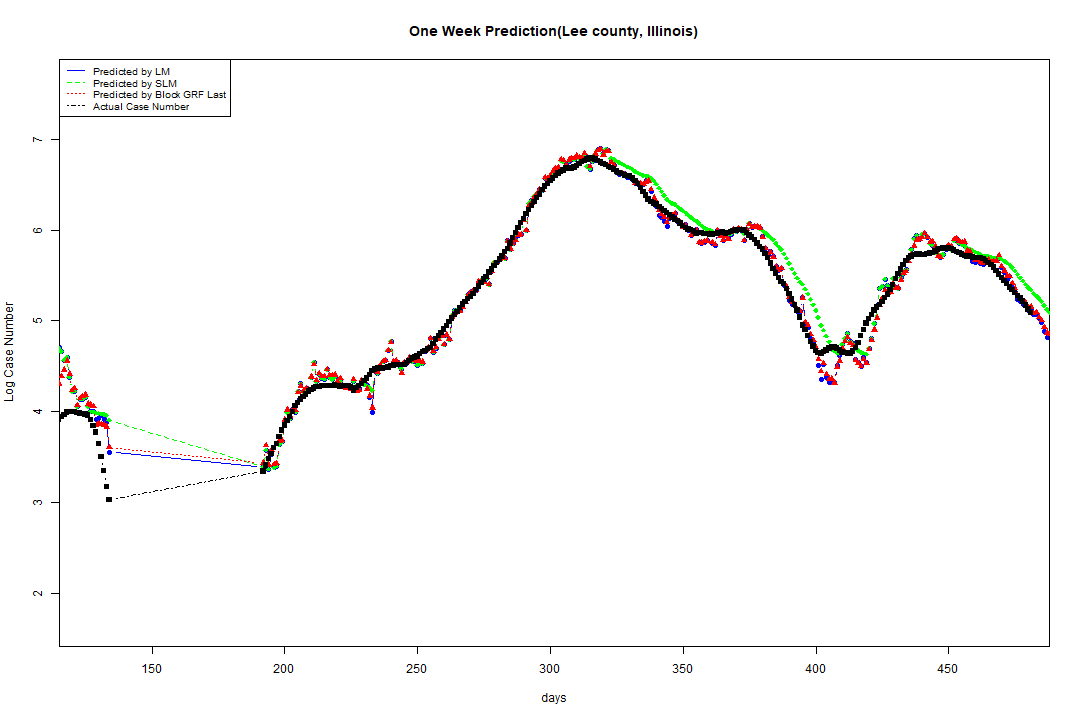 One Week Prediction(Lee county, Illinois)
Predicted by LM
Predicted by SLM
Predicted by Block GRF Last
Actual Case Number
Log Case Number
7
6
5
4
3
2
150 200 250 300 350 400 450
days